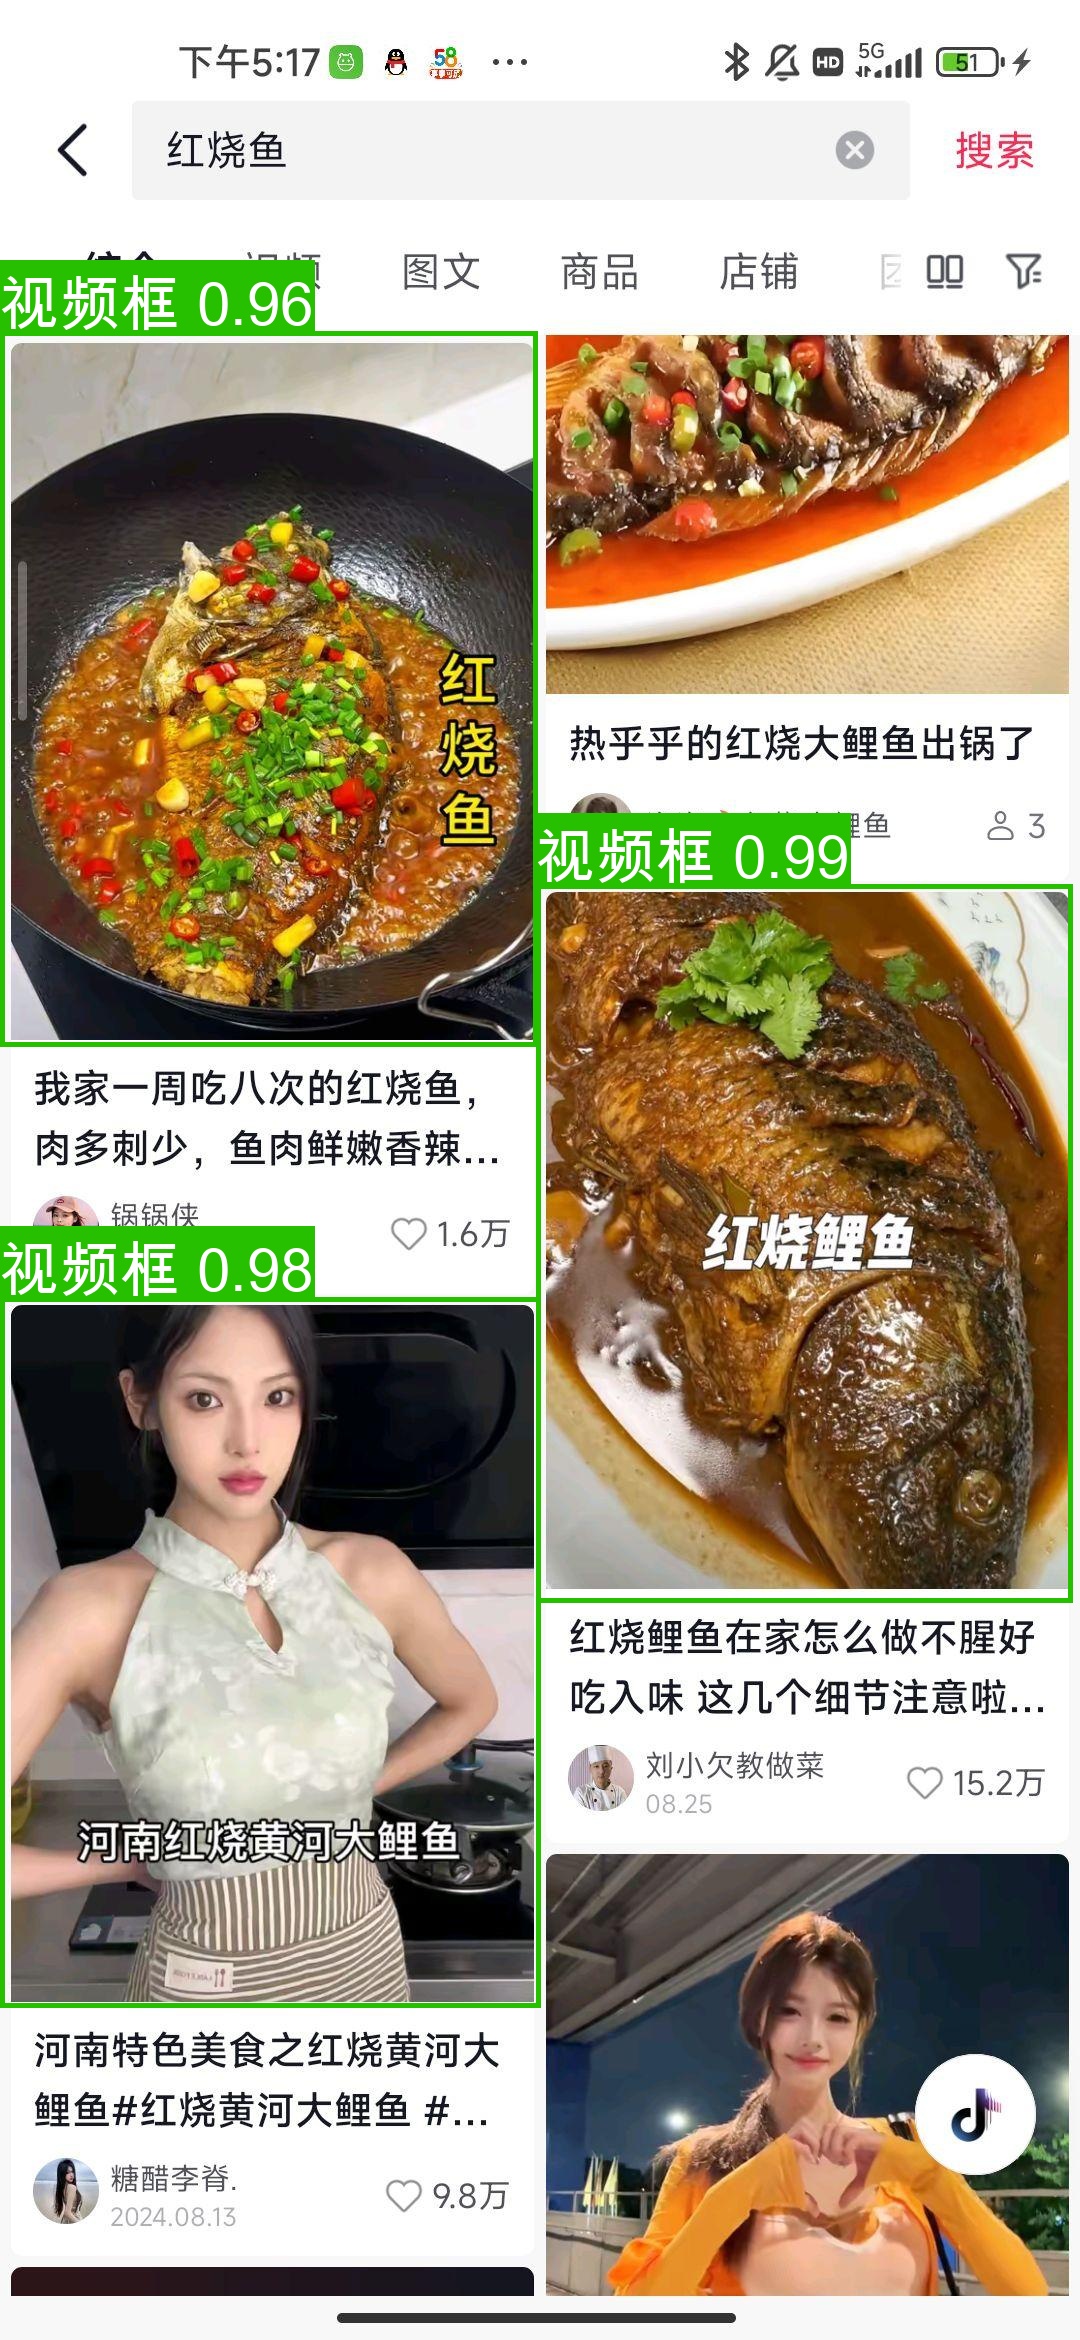 下午5:17
58
HD
5G
51
红烧鱼
搜索
图文
商品
店铺
视频框 0.96
红烧鱼
热乎乎的红烧大鲤鱼出锅了
鲤鱼
3
视频框 0.99
我家一周吃八次的红烧鱼，
肉多刺少，鱼肉鲜嫩香辣...
锅锅侠
1.6万
视频框 0.98
红烧鲤鱼
河南红烧黄河大鲤鱼
红烧鲤鱼在家怎么做不腥好
吃入味 这几个细节注意啦...
刘小欠教做菜
08.25
15.2万
河南特色美食之红烧黄河大
鲤鱼#红烧黄河大鲤鱼 #...
糖醋李脊.
2024.08.13
9.8万